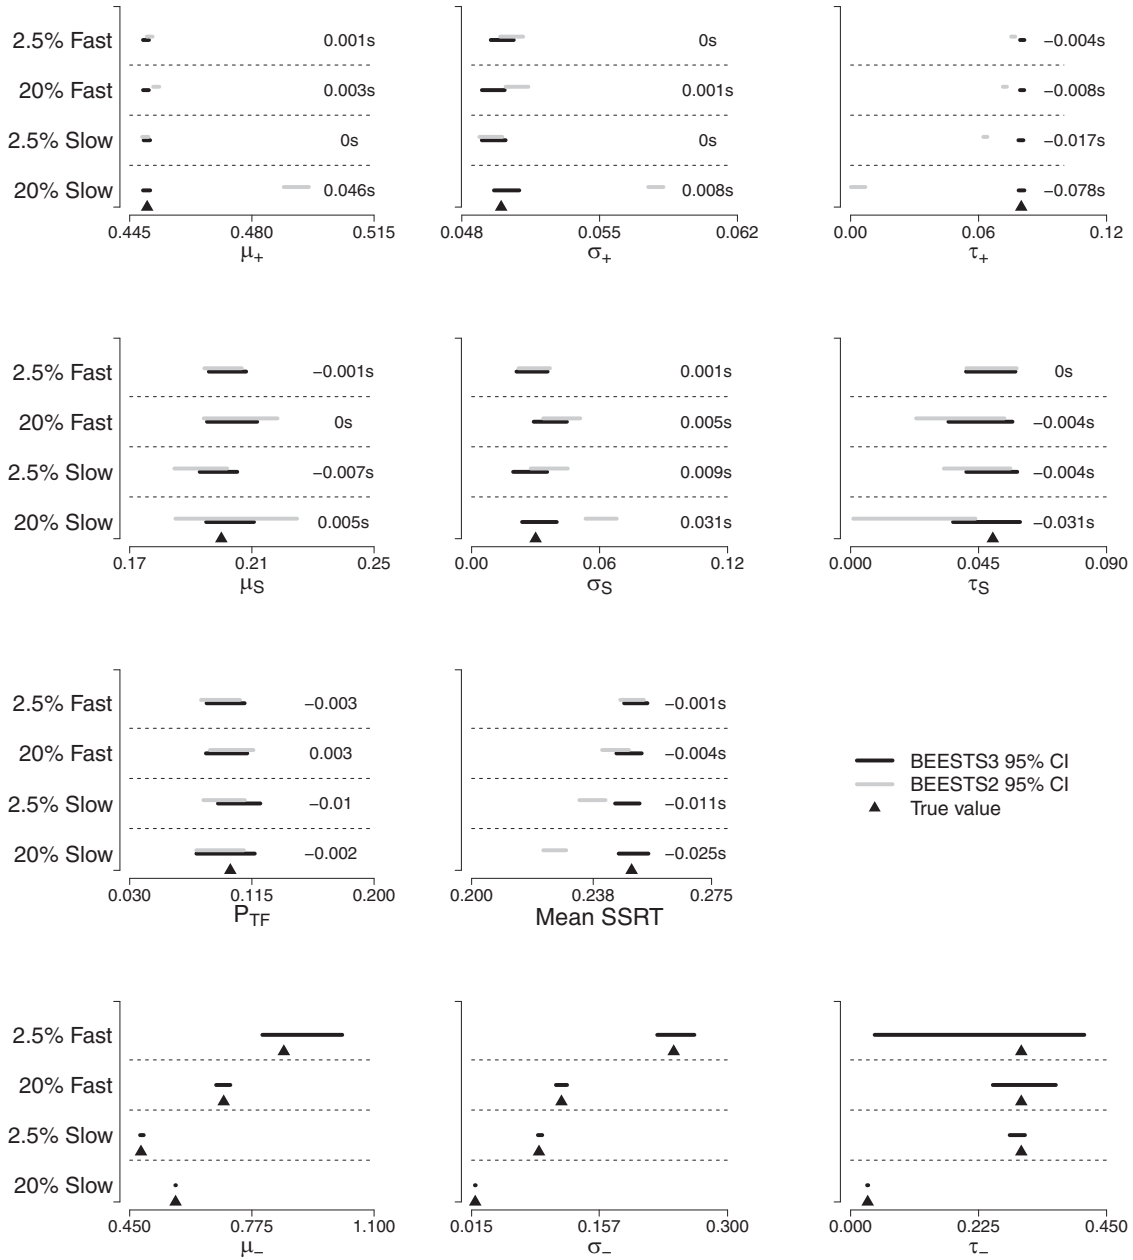 2.5% Fast 0.001s 0s −0.004s
20% Fast 0.003s 0.001s −0.008s
2.5% Slow 0s 0s −0.017s
20% Slow 0.046s 0.008s −0.078s
0.445 0.480 0.515 0.048 0.055 0.062 0.00 0.06 0.12
μ+ σ+ τ+
2.5% Fast −0.001s 0.001s 0s
20% Fast 0s 0.005s −0.004s
2.5% Slow −0.007s 0.009s −0.004s
20% Slow 0.005s 0.031s −0.031s
0.17 0.21 0.25 0.00 0.06 0.12 0.000 0.045 0.090
μS σS τS
2.5% Fast −0.003 −0.001s
20% Fast 0.003 −0.004s
2.5% Slow −0.01 −0.011s
20% Slow −0.002 −0.025s
0.030 0.115 0.200 0.200 0.238 0.275
PTF Mean SSRT
BEESTS3 95% CI
BEESTS2 95% CI
True value
2.5% Fast
20% Fast
2.5% Slow
20% Slow
0.450 0.775 1.100 0.015 0.157 0.300 0.000 0.225 0.450
μ− σ− τ−